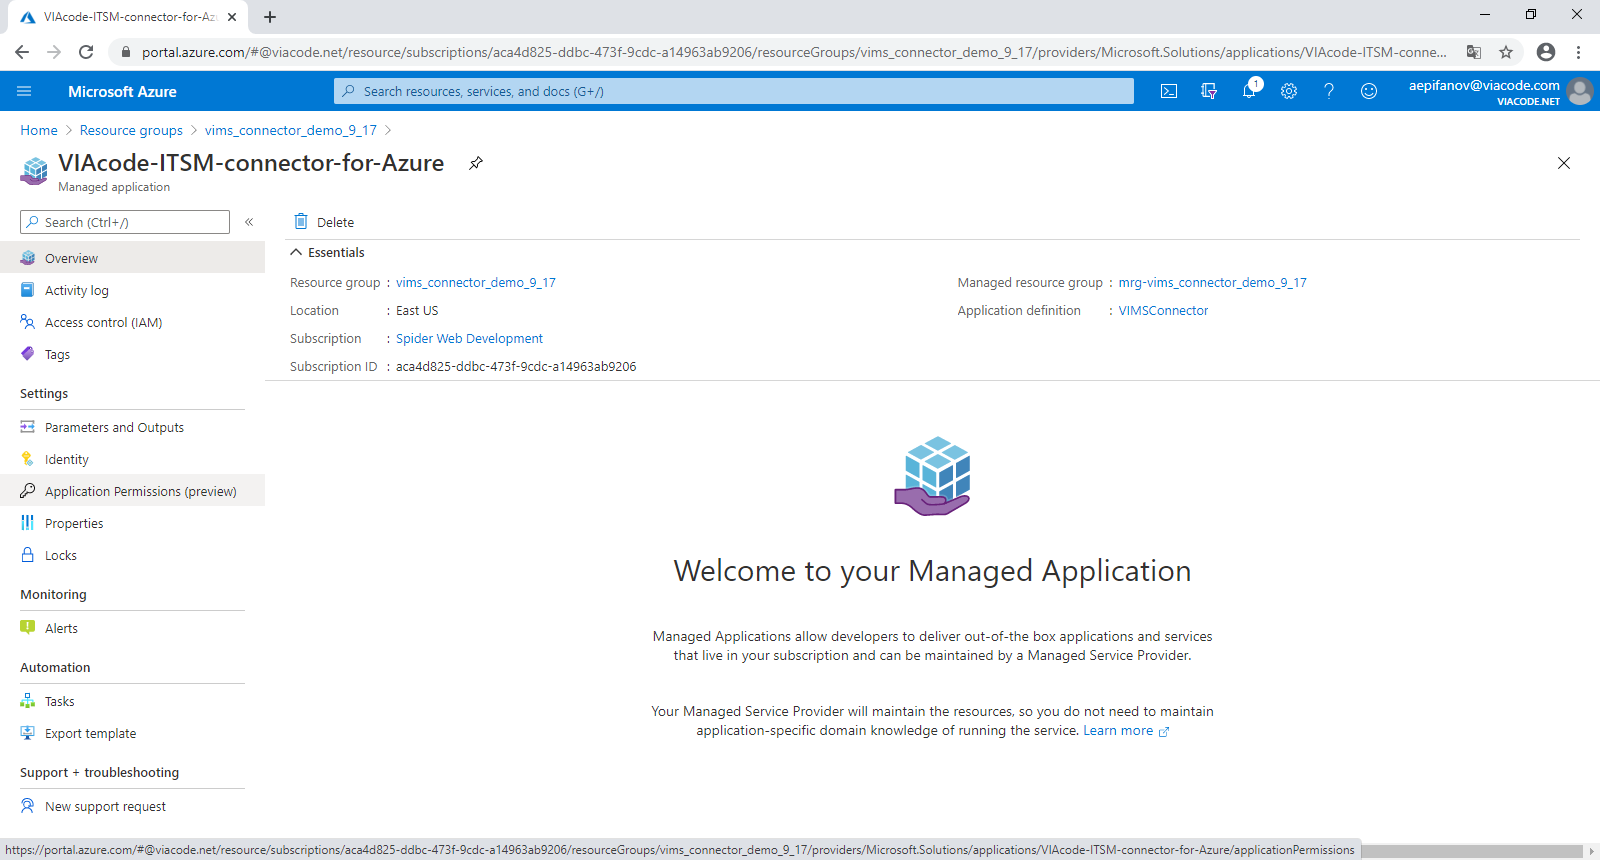 VIAcode-ITSM-connector-for-Az
portal.azure.com/#@viacode.net/resource/subscriptions/aca4d825-ddbc-473f-9cdc-a14963ab9206/resourceGroups/vims_connector_demo_9_17/providers/Microsoft.Solutions/applications/VIAcode-ITSM-conne...
Microsoft Azure
Search resources, services, and docs (G+/)
1
aepifanov@viacode.com
VIACODE.NET
Home > Resource groups > vims_connector_demo_9_17 >
VIAcode-ITSM-connector-for-Azure
Managed application
Search (Ctrl+/)
«
Overview
Activity log
Access control (IAM)
Tags
Settings
Parameters and Outputs
Identity
Application Permissions (preview)
Properties
Locks
Monitoring
Alerts
Automation
Tasks
Export template
Support + troubleshooting
New support request
Delete
Essentials
Resource group : vims_connector_demo_9_17
Location : East US
Subscription : Spider Web Development
Subscription ID : aca4d825-ddbc-473f-9cdc-a14963ab9206
Managed resource group : mrg-vims_connector_demo_9_17
Application definition : VIMSConnector
Welcome to your Managed Application
Managed Applications allow developers to deliver out-of-the box applications and services
that live in your subscription and can be maintained by a Managed Service Provider.
Your Managed Service Provider will maintain the resources, so you do not need to maintain
application-specific domain knowledge of running the service. Learn more
https://portal.azure.com/#@viacode.net/resource/subscriptions/aca4d825-ddbc-473f-9cdc-a14963ab9206/resourceGroups/vims_connector_demo_9_17/providers/Microsoft.Solutions/applications/VIAcode-ITSM-connector-for-Azure/applicationPermissions